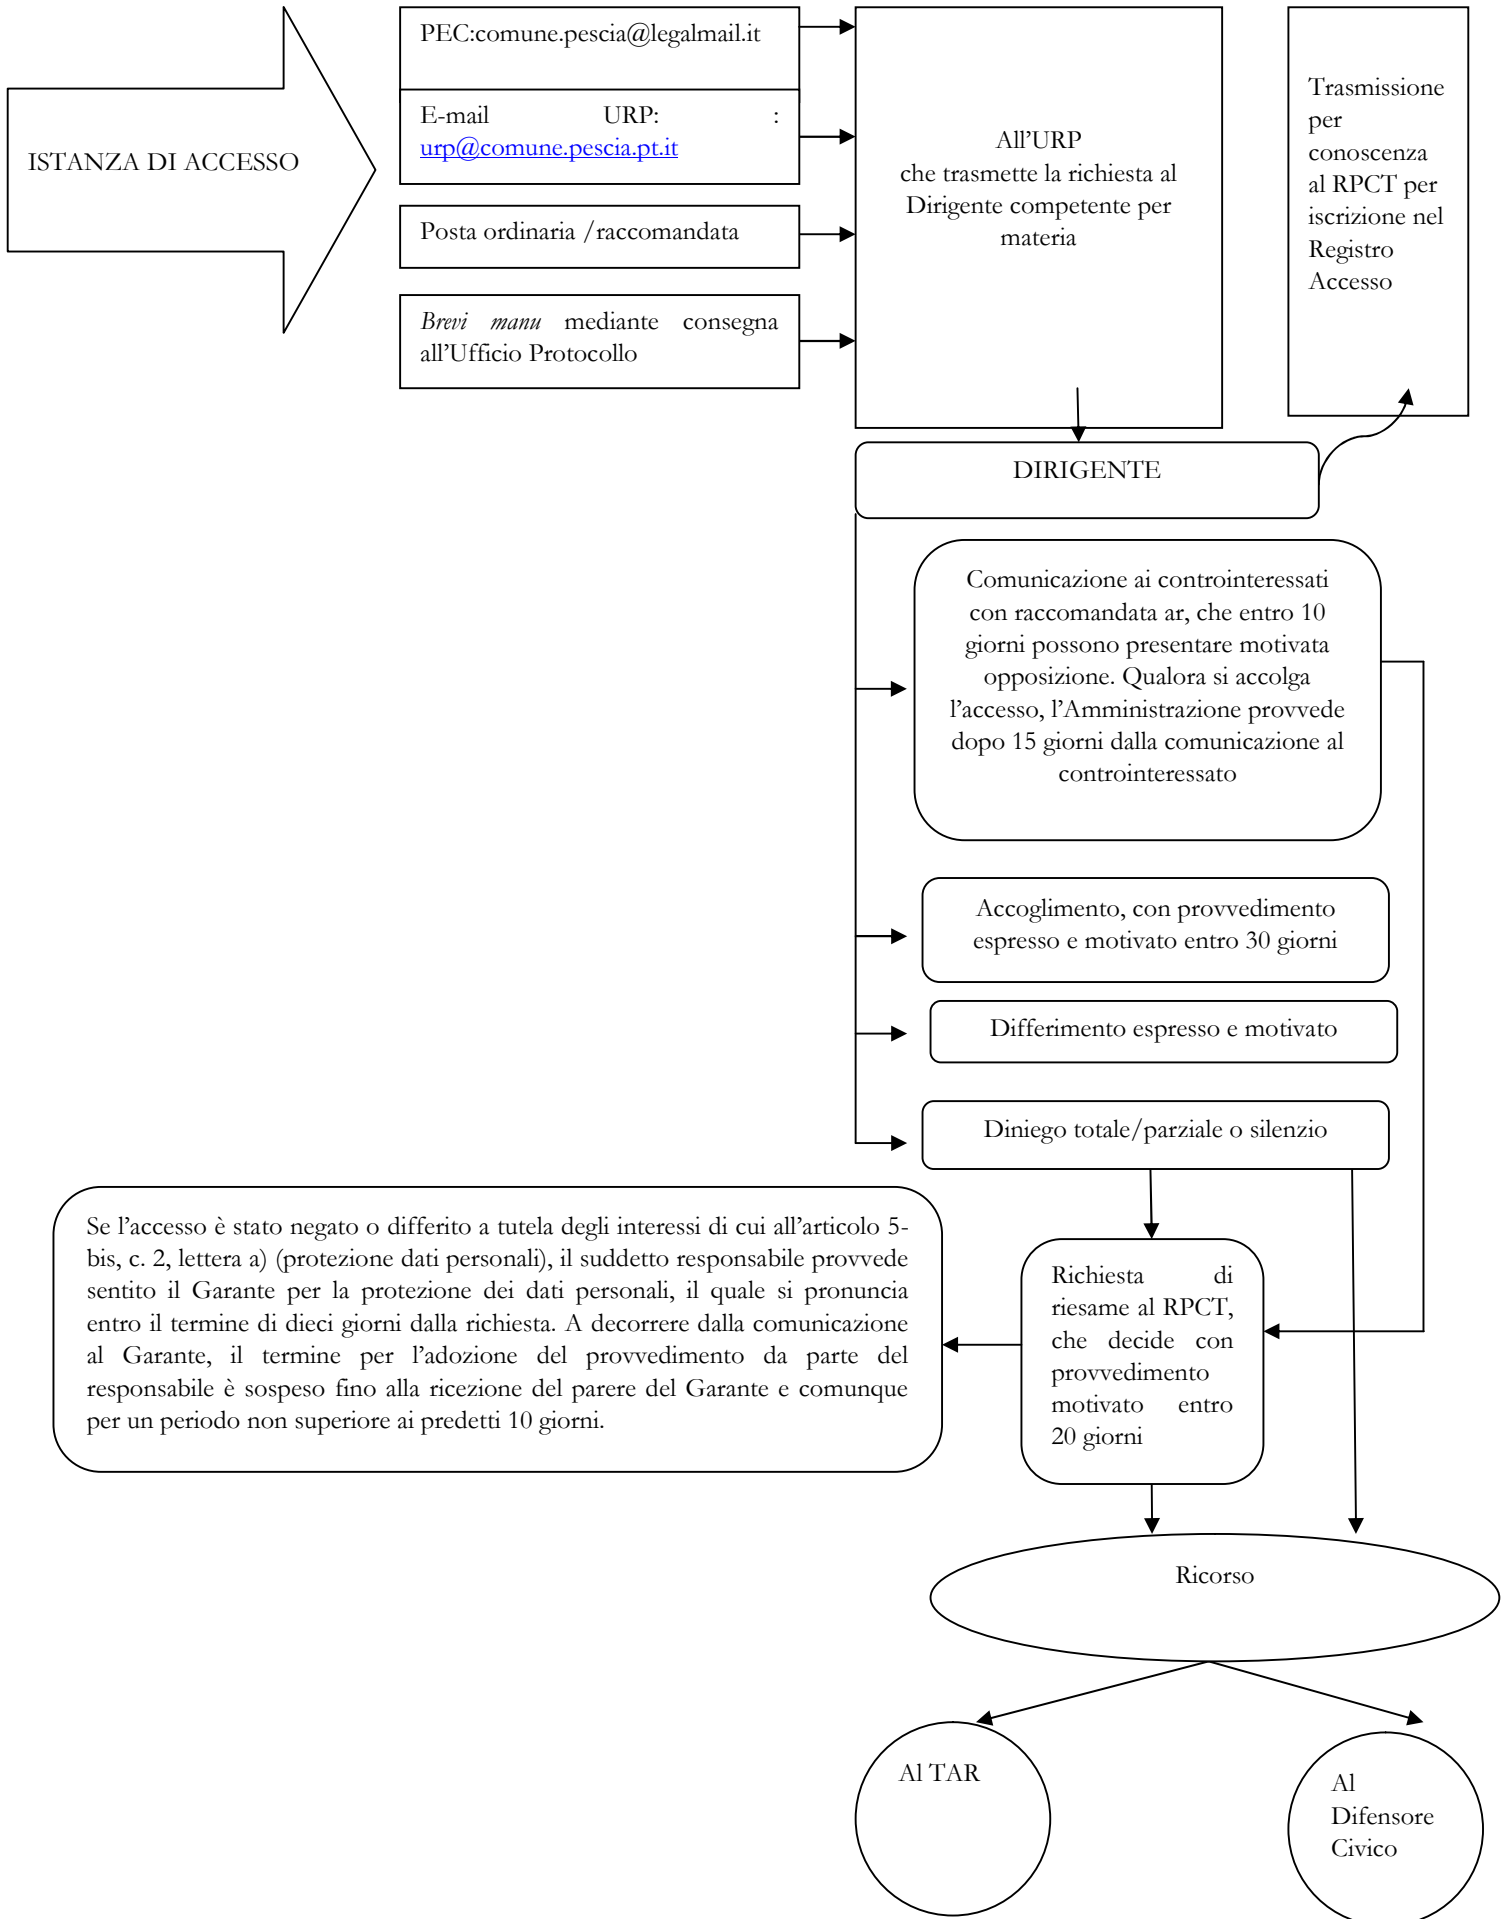 ISTANZA DI ACCESSO
PEC:comune.pescia@legalmail.it
E-mail URP: :
urp@comune.pescia.pt.it
Posta ordinaria /raccomandata
Brevi manu mediante consegna
all’Ufficio Protocollo
All’URP
che trasmette la richiesta al
Dirigente competente per
materia
Trasmissione
per
conoscenza
al RPCT per
iscrizione nel
Registro
Accesso
DIRIGENTE
Comunicazione ai controinteressati
con raccomandata ar, che entro 10
giorni possono presentare motivata
opposizione. Qualora si accolga
l’accesso, l’Amministrazione provvede
dopo 15 giorni dalla comunicazione al
controinteressato
Accoglimento, con provvedimento
espresso e motivato entro 30 giorni
Differimento espresso e motivato
Diniego totale/parziale o silenzio
Se l’accesso è stato negato o differito a tutela degli interessi di cui all’articolo 5-
bis, c. 2, lettera a) (protezione dati personali), il suddetto responsabile provvede
sentito il Garante per la protezione dei dati personali, il quale si pronuncia
entro il termine di dieci giorni dalla richiesta. A decorrere dalla comunicazione
al Garante, il termine per l’adozione del provvedimento da parte del
responsabile è sospeso fino alla ricezione del parere del Garante e comunque
per un periodo non superiore ai predetti 10 giorni.
Richiesta di
riesame al RPCT,
che decide con
provvedimento
motivato entro
20 giorni
Ricorso
Al TAR
Al
Difensore
Civico